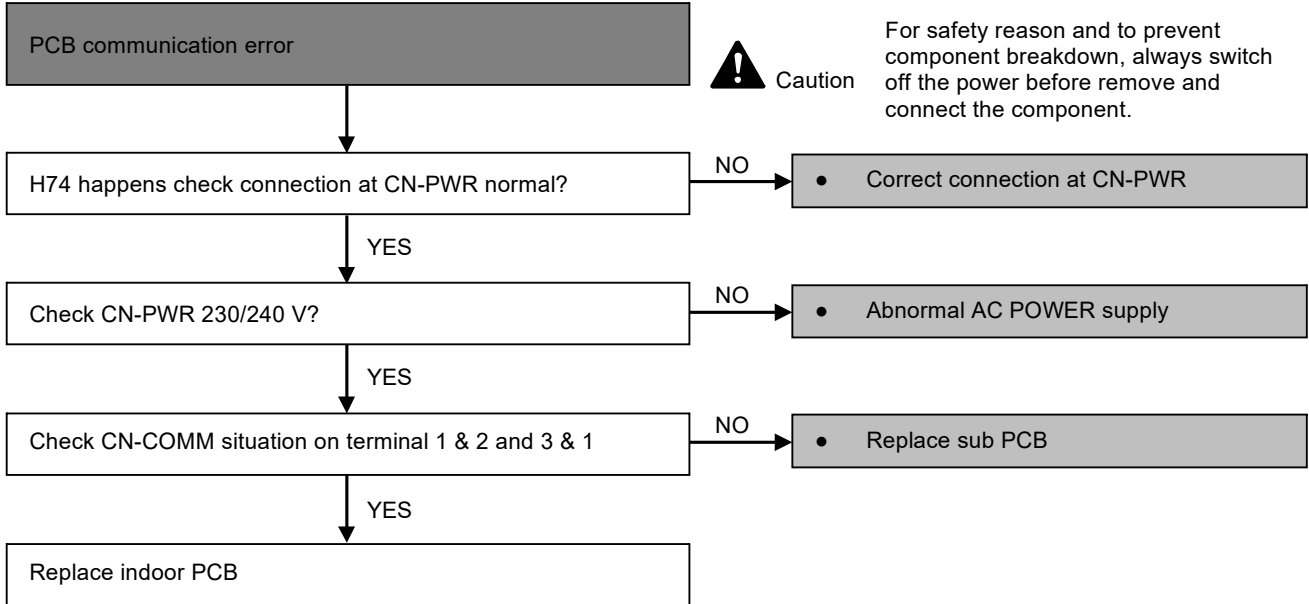 PCB communication error
Caution
For safety reason and to prevent
component breakdown, always switch
off the power before remove and
connect the component.
H74 happens check connection at CN-PWR normal?
NO
● Correct connection at CN-PWR
YES
Check CN-PWR 230/240 V?
NO
● Abnormal AC POWER supply
YES
Check CN-COMM situation on terminal 1 & 2 and 3 & 1
NO
● Replace sub PCB
YES
Replace indoor PCB